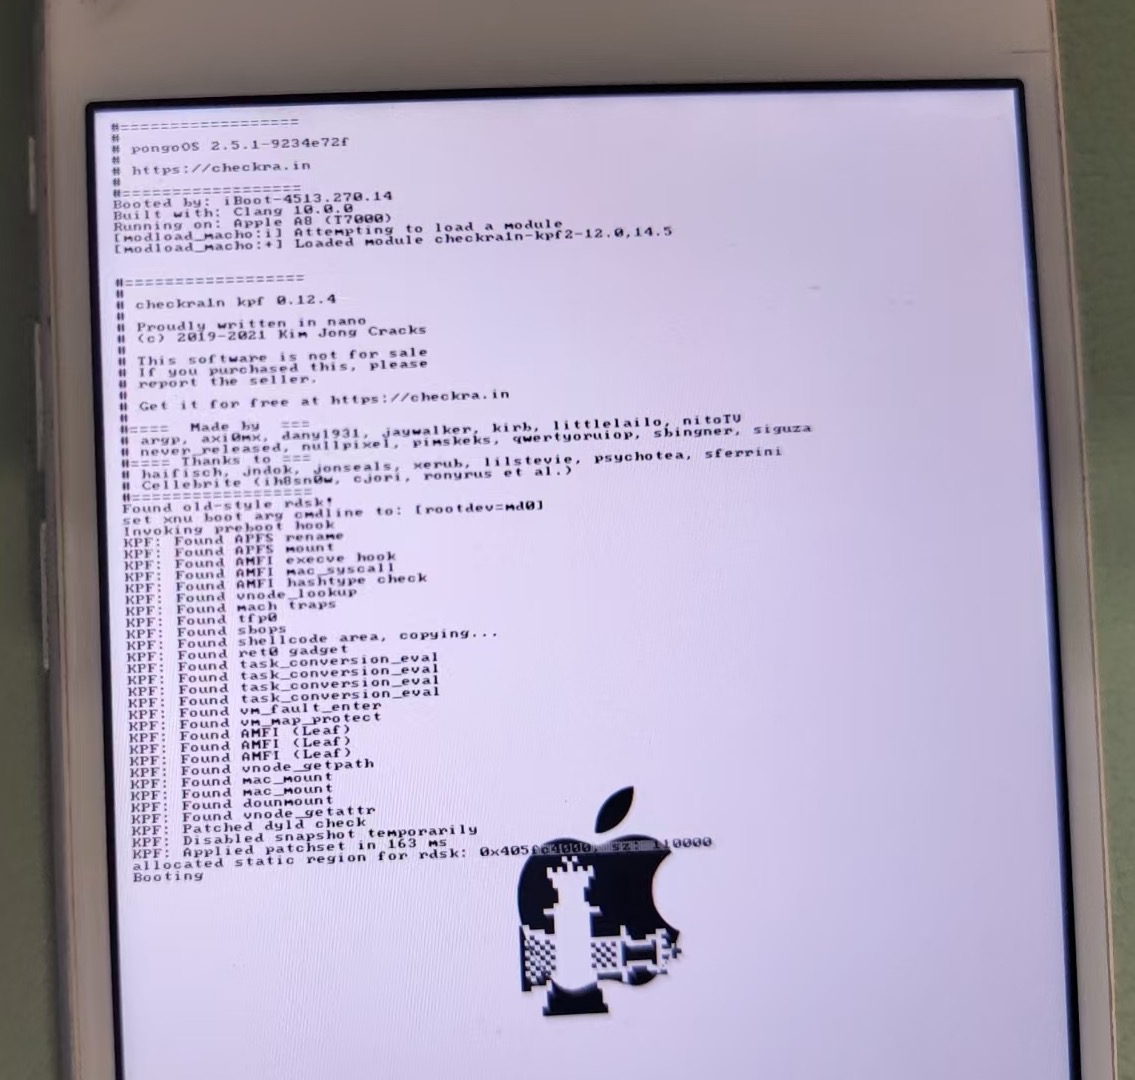 #==================
#
# pongoOS 2.5.1-9234e72f
#
# https://checkra.in
#
#==================
Booted by: iBoot-4513.270.14
Built with: Clang 10.0.0
Running on: Apple A8 (T7000)
[modload_macho:i] Attempting to load a module
[modload_macho:+] Loaded module checkra1n-kpf2-12.0,14.5
#==================
#
# checkra1n kpf 0.12.4
#
# Proudly written in nano
# (c) 2019-2021 Kim Jong Cracks
#
# This software is not for sale
# If you purchased this, please
# report the seller.
#
# Get it for free at https://checkra.in
#
#==== Made by ===
# argp, axi0mx, danyl931, jaywalker, kirb, littlelailo, nitoTV
# never_released, nullpixel, pimskeks, qwertyoruiop, sbingner, siguza
#==== Thanks to ===
# haifisch, jndok, jonseals, xerub, lilstevie, psychotea, sferrini
# Cellebrite (ih8sn0w, cjori, ronyrus et al.)
#==================
Found old-style rdsk!
set xnu boot arg cmdline to: [rootdev=md0]
Invoking preboot hook
KPF: Found APFS rename
KPF: Found APFS mount
KPF: Found AMFI execve hook
KPF: Found AMFI mac_syscall
KPF: Found AMFI hashtype check
KPF: Found vnode_lookup
KPF: Found mach traps
KPF: Found tfp0
KPF: Found sbops
KPF: Found shellcode area, copying...
KPF: Found ret0 gadget
KPF: Found task_conversion_eval
KPF: Found task_conversion_eval
KPF: Found task_conversion_eval
KPF: Found task_conversion_eval
KPF: Found vm_fault_enter
KPF: Found vm_map_protect
KPF: Found AMFI (Leaf)
KPF: Found AMFI (Leaf)
KPF: Found AMFI (Leaf)
KPF: Found vnode_getpath
KPF: Found mac_mount
KPF: Found mac_mount
KPF: Found dounmount
KPF: Found vnode_getattr
KPF: Patched dyld check
KPF: Disabled snapshot temporarily
KPF: Applied patchset in 163 ms
allocated static region for rdsk:
Booting